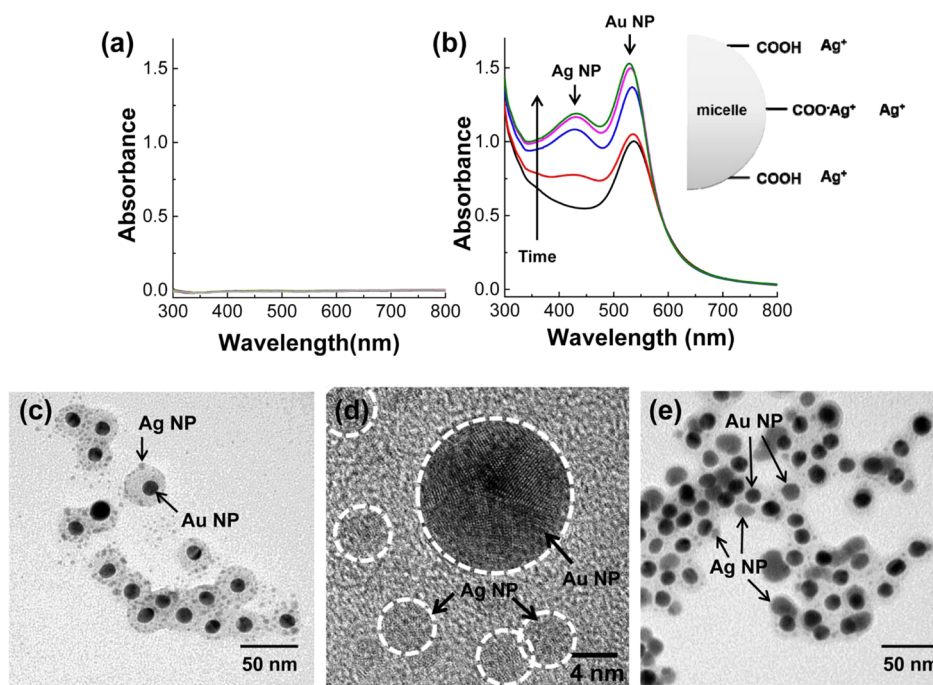 (a)
Absorbance
1.5
1.0
0.5
0.0
300 400 500 600 700 800
Wavelength(nm)
(b)
Absorbance
1.5
1.0
0.5
0.0
300 400 500 600 700 800
Wavelength (nm)
Au NP
Ag NP
Time
micelle
COOH Ag⁺
COO⁻Ag⁺ Ag⁺
COOH Ag⁺
(c)
Ag NP
Au NP
50 nm
(d)
Au NP
Ag NP
4 nm
(e)
Au NP
Ag NP
50 nm